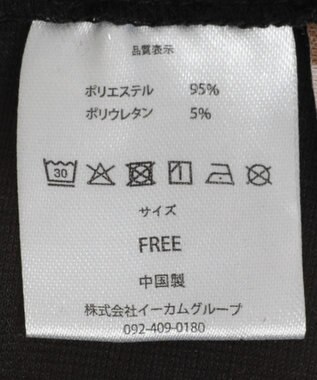 品質表示
ポリエステル 95%
ポリウレタン 5%
30
サイズ
FREE
中国製
株式会社イーカムグループ
092-409-0180